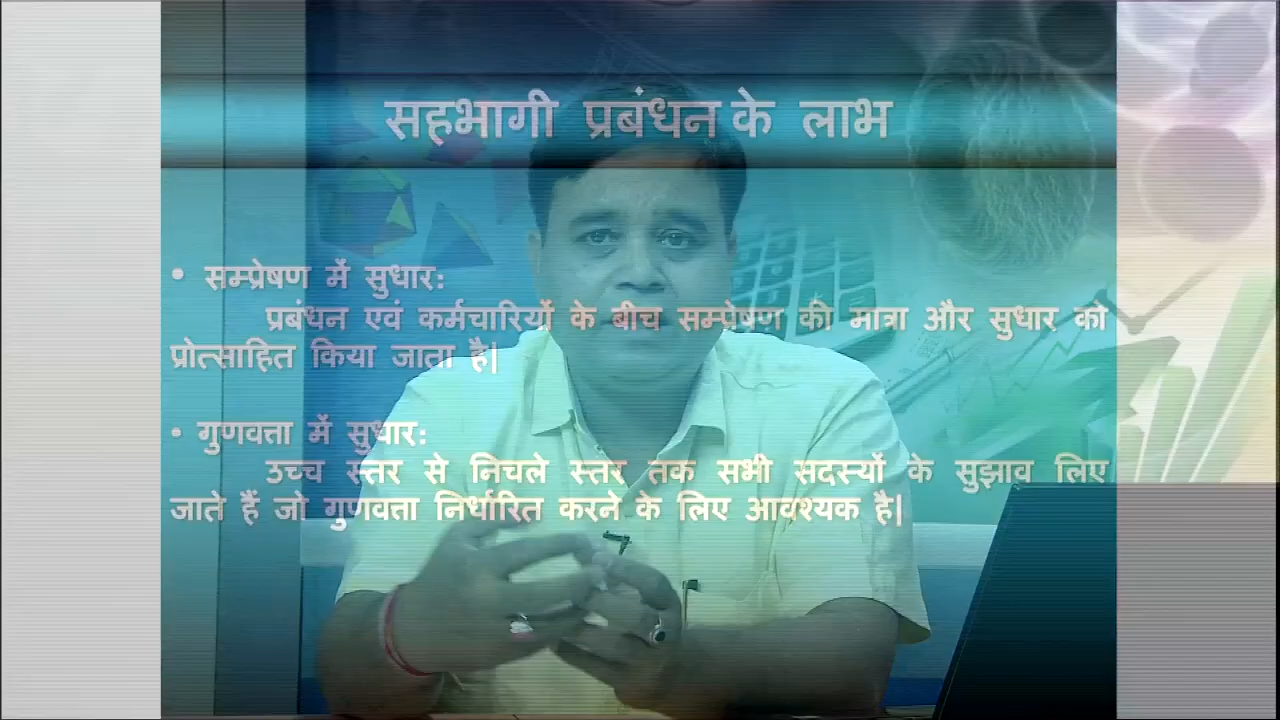 सहभागी प्रबंधन के लाभ
• सम्प्रेषण में सुधार:
प्रबंधन एवं कर्मचारियों के बीच सम्प्रेषण की मात्रा और सुधार को
प्रोत्साहित किया जाता है|
• गुणवत्ता में सुधार:
उच्च स्तर से निचले स्तर तक सभी सदस्यों के सुझाव लिए
जाते हैं जो गुणवत्ता निर्धारित करने के लिए आवश्यक है|